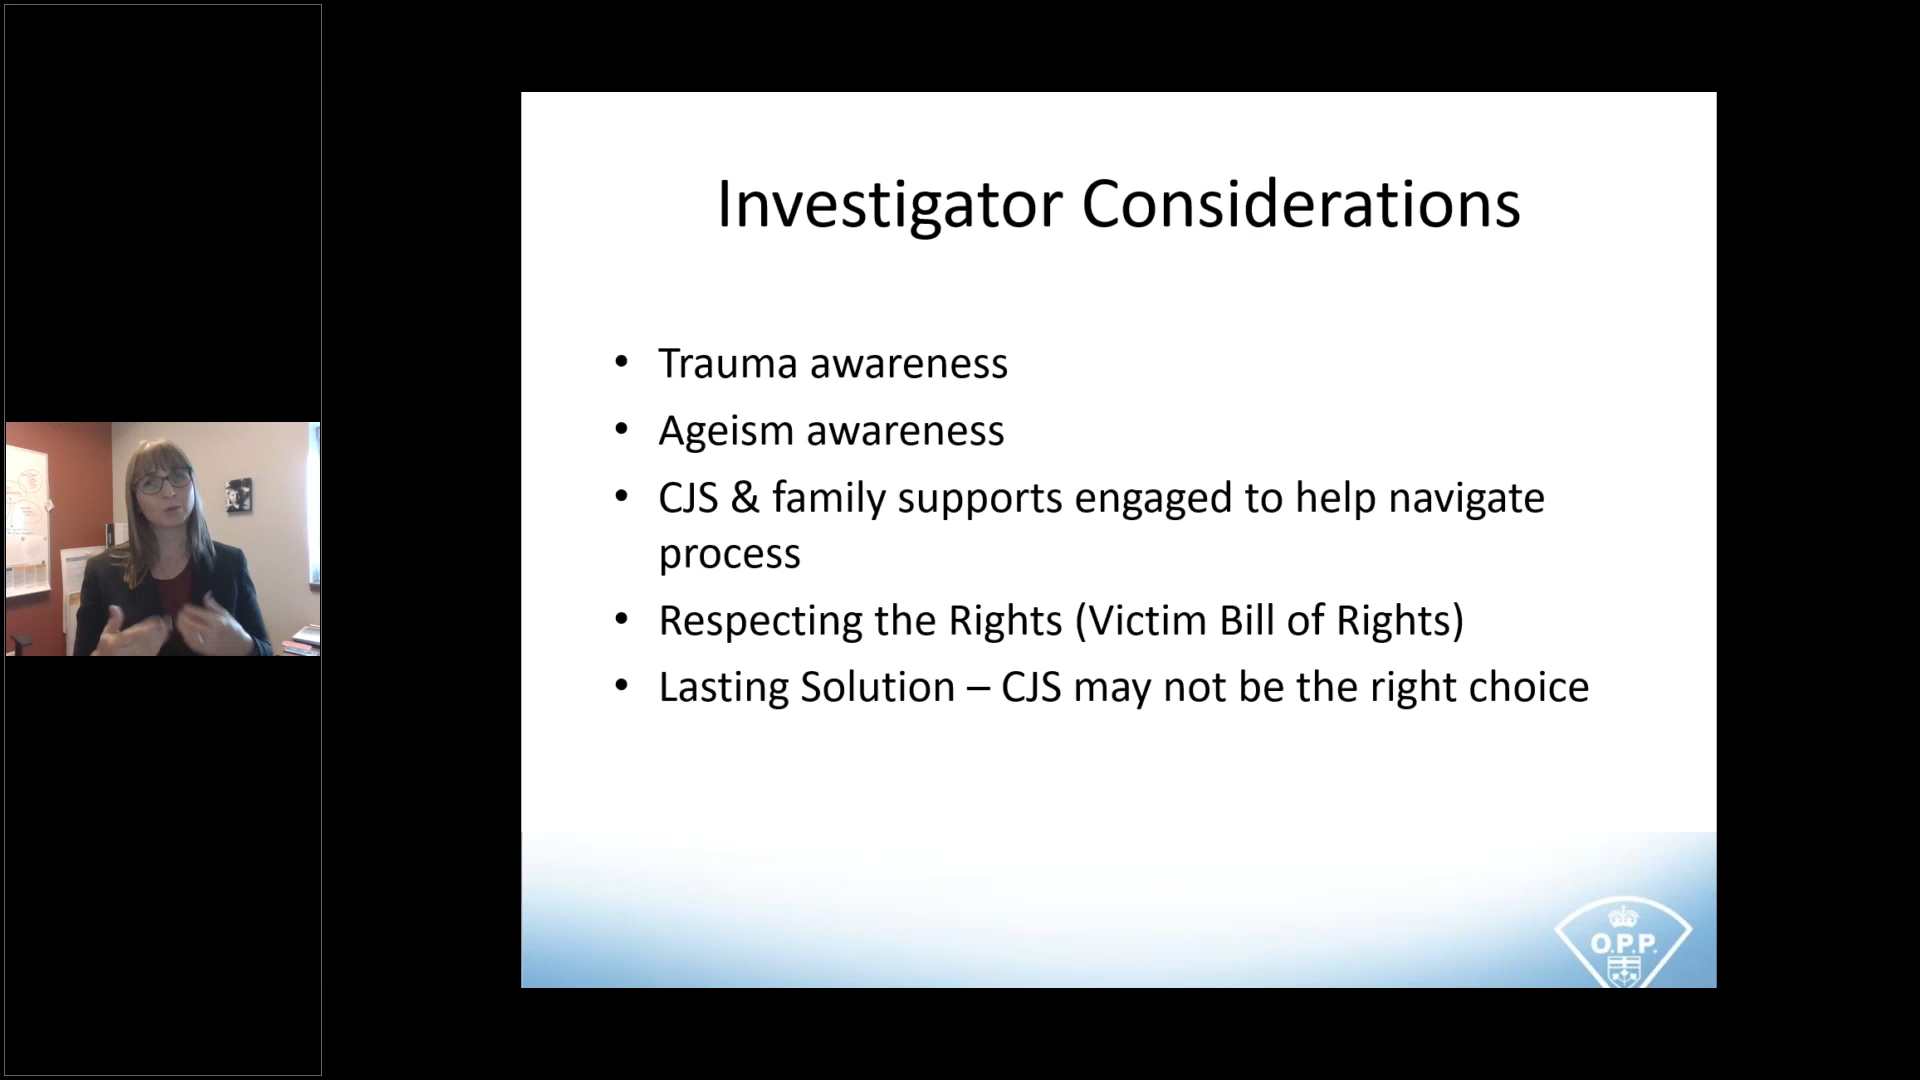 Investigator Considerations
• Trauma awareness
• Ageism awareness
• CJS & family supports engaged to help navigate
process
• Respecting the Rights (Victim Bill of Rights)
• Lasting Solution – CJS may not be the right choice
O.P.P.